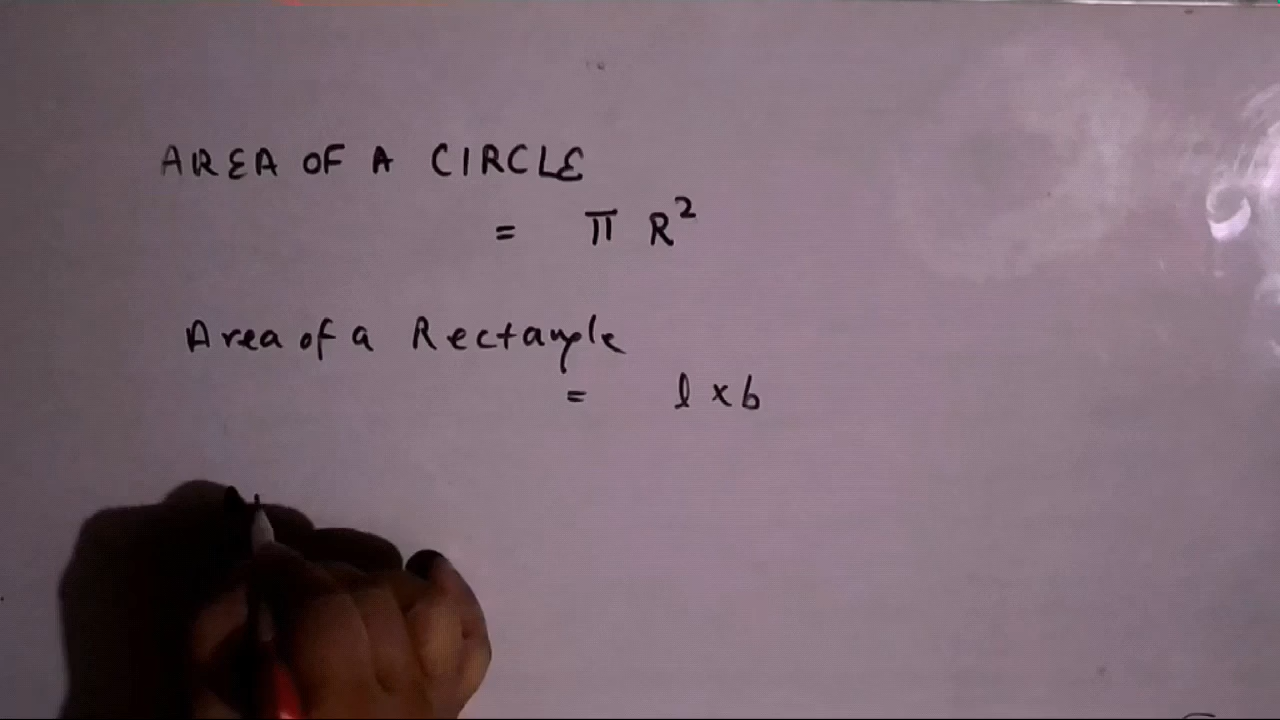 AREA OF A CIRCLE
= π R²
Area of a Rectangle
= l × b